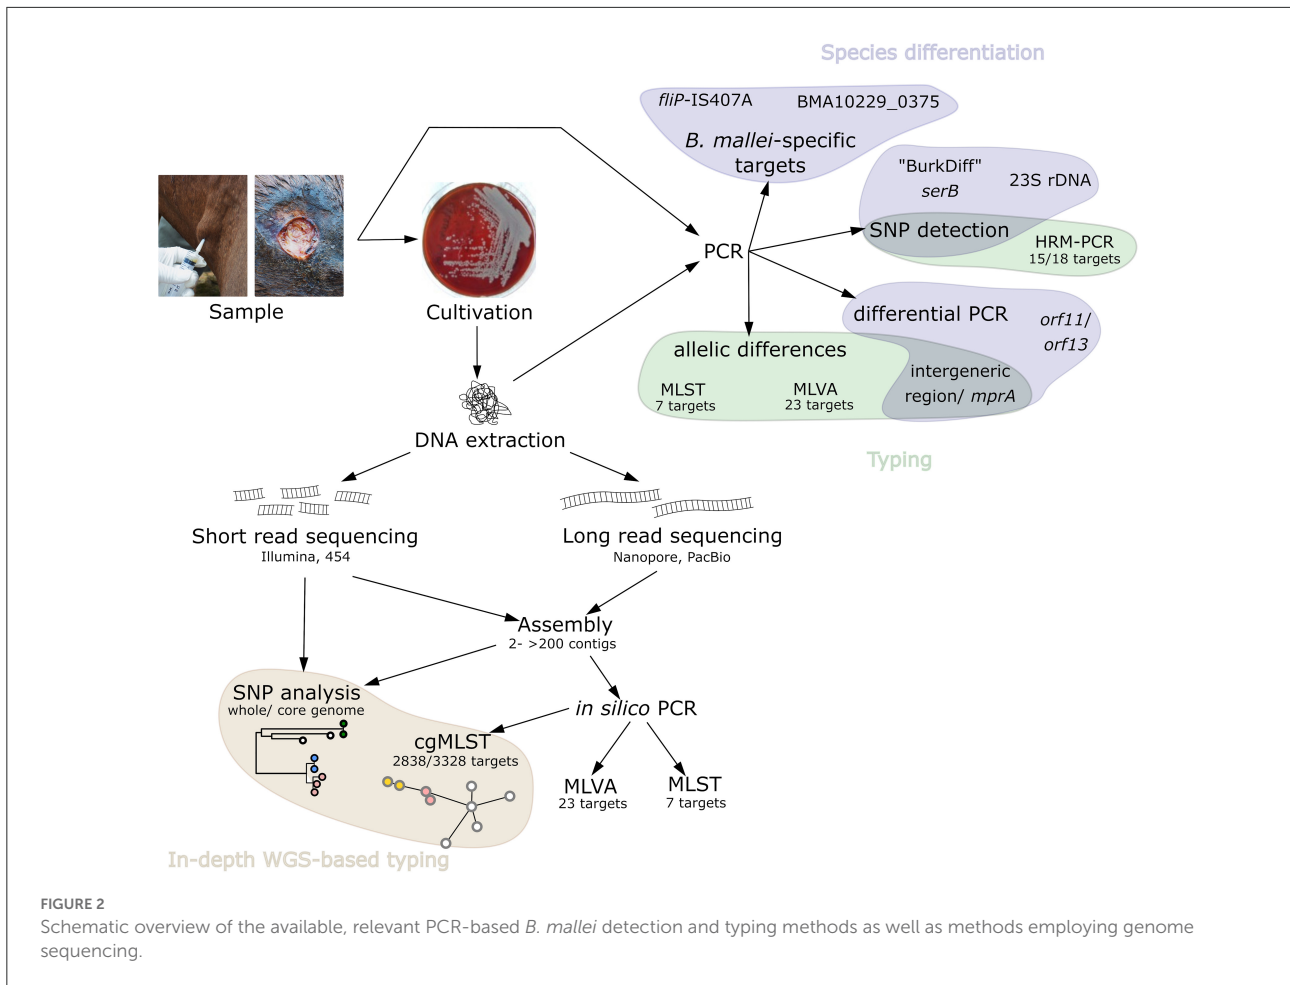 Species differentiation
fliP-IS407A
BMA10229_0375
B. mallei-specific
targets
"BurkDiff"
serB
23S rDNA
SNP detection
HRM-PCR
15/18 targets
PCR
Sample
Cultivation
differential PCR
orf11/
orf13
allelic differences
intergeneric
region/ mprA
MLST
7 targets
MLVA
23 targets
Typing
DNA extraction
Short read sequencing
Illumina, 454
Long read sequencing
Nanopore, PacBio
Assembly
2- >200 contigs
SNP analysis
whole/ core genome
in silico PCR
cgMLST
2838/3328 targets
MLVA
23 targets
MLST
7 targets
In-depth WGS-based typing
FIGURE 2
Schematic overview of the available, relevant PCR-based B. mallei detection and typing methods as well as methods employing genome
sequencing.